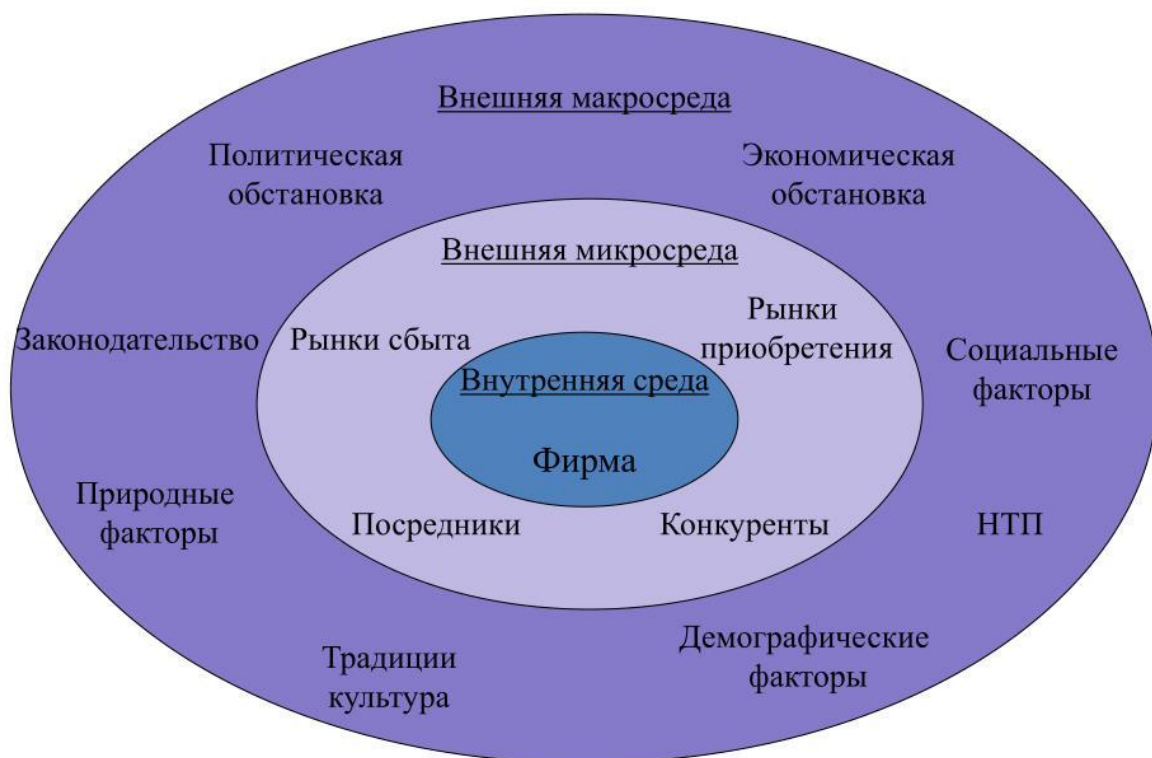 Внешняя макросреда
Политическая
обстановка
Экономическая
обстановка
Внешняя микросреда
Законодательство
Рынки сбыта
Рынки
приобретения
Социальные
факторы
Внутренняя среда
Фирма
Природные
факторы
Посредники
Конкуренты
НТП
Традиции
культура
Демографические
факторы